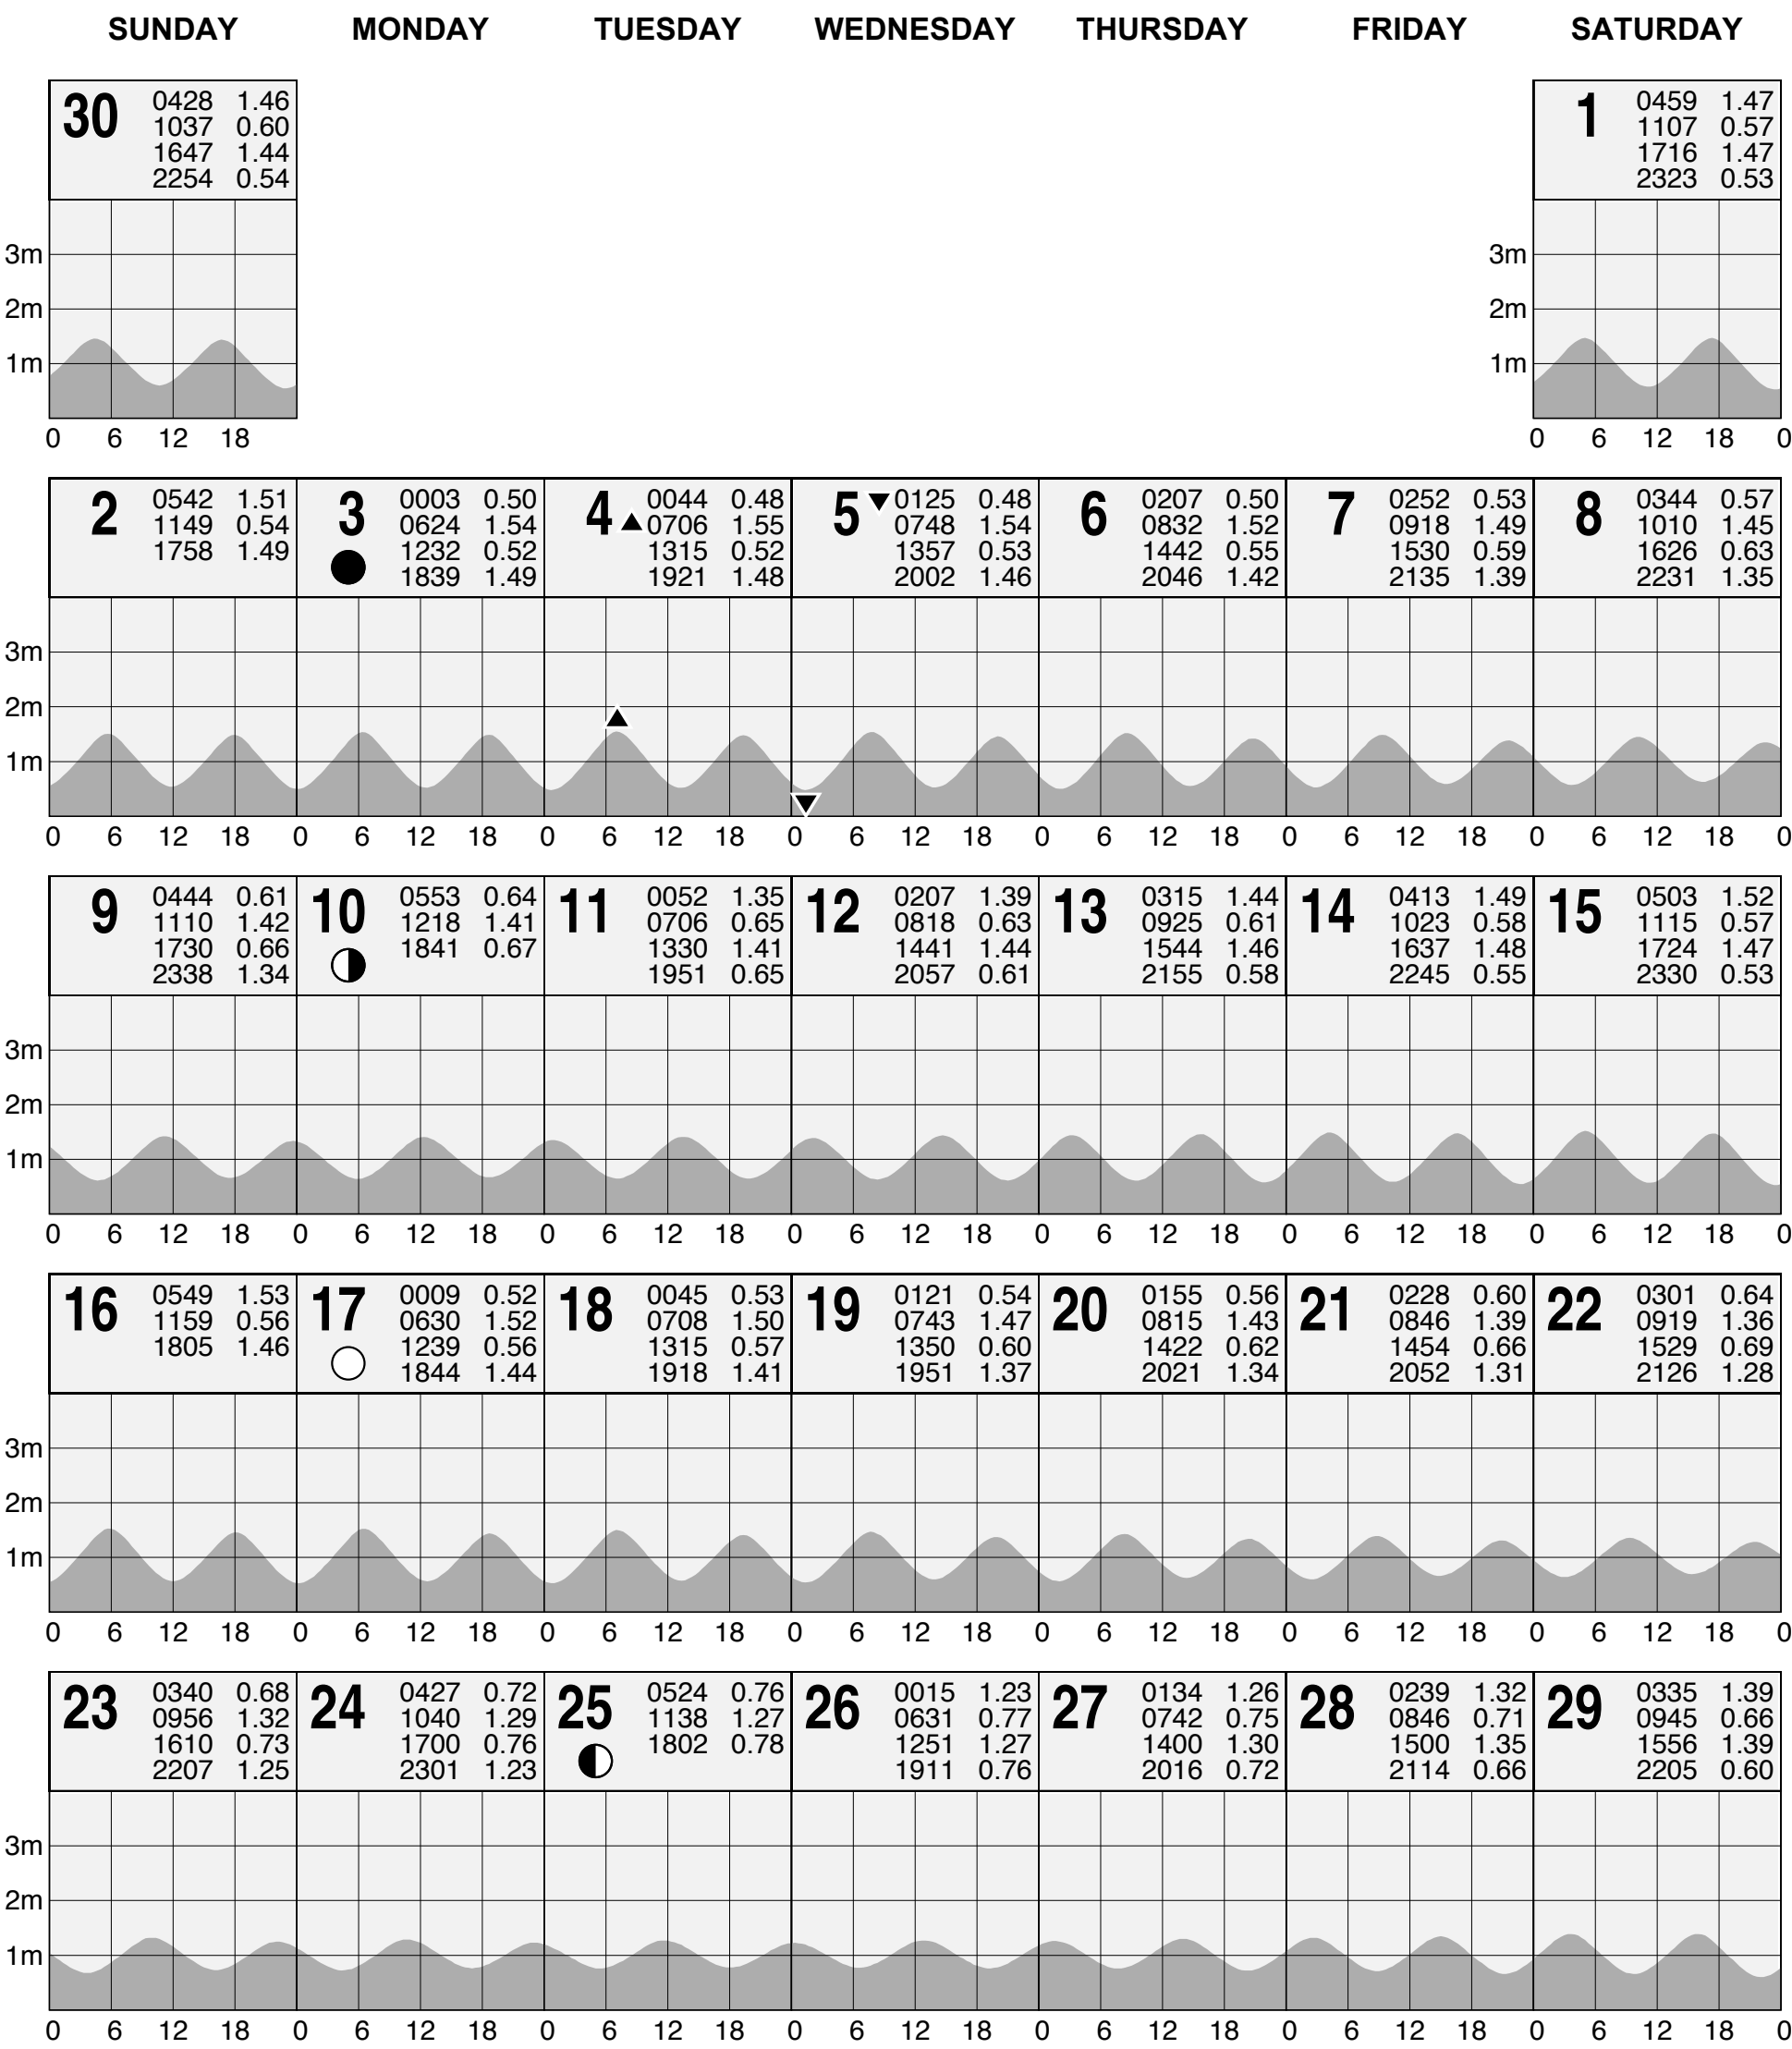 SUNDAY MONDAY TUESDAY WEDNESDAY THURSDAY FRIDAY SATURDAY
30 0428 1.46
1037 0.60
1647 1.44
2254 0.54
1 0459 1.47
1107 0.57
1716 1.47
2323 0.53
3m 3m
2m 2m
1m 1m
0 6 12 18 0 6 12 18 0
2 0542 1.51
1149 0.54
1758 1.49
3 0003 0.50
0624 1.54
1232 0.52
1839 1.49
4 0044 0.48
0706 1.55
1315 0.52
1921 1.48
5 0125 0.48
0748 1.54
1357 0.53
2002 1.46
6 0207 0.50
0832 1.52
1442 0.55
2046 1.42
7 0252 0.53
0918 1.49
1530 0.59
2135 1.39
8 0344 0.57
1010 1.45
1626 0.63
2231 1.35
3m
2m
1m
0 6 12 18 0 6 12 18 0 6 12 18 0 6 12 18 0 6 12 18 0 6 12 18 0 6 12 18 0
9 0444 0.61
1110 1.42
1730 0.66
2338 1.34
10 0553 0.64
1218 1.41
1841 0.67
11 0052 1.35
0706 0.65
1330 1.41
1951 0.65
12 0207 1.39
0818 0.63
1441 1.44
2057 0.61
13 0315 1.44
0925 0.61
1544 1.46
2155 0.58
14 0413 1.49
1023 0.58
1637 1.48
2245 0.55
15 0503 1.52
1115 0.57
1724 1.47
2330 0.53
3m
2m
1m
0 6 12 18 0 6 12 18 0 6 12 18 0 6 12 18 0 6 12 18 0 6 12 18 0 6 12 18 0
16 0549 1.53
1159 0.56
1805 1.46
17 0009 0.52
0630 1.52
1239 0.56
1844 1.44
18 0045 0.53
0708 1.50
1315 0.57
1918 1.41
19 0121 0.54
0743 1.47
1350 0.60
1951 1.37
20 0155 0.56
0815 1.43
1422 0.62
2021 1.34
21 0228 0.60
0846 1.39
1454 0.66
2052 1.31
22 0301 0.64
0919 1.36
1529 0.69
2126 1.28
3m
2m
1m
0 6 12 18 0 6 12 18 0 6 12 18 0 6 12 18 0 6 12 18 0 6 12 18 0 6 12 18 0
23 0340 0.68
0956 1.32
1610 0.73
2207 1.25
24 0427 0.72
1040 1.29
1700 0.76
2301 1.23
25 0524 0.76
1138 1.27
1802 0.78
26 0015 1.23
0631 0.77
1251 1.27
1911 0.76
27 0134 1.26
0742 0.75
1400 1.30
2016 0.72
28 0239 1.32
0846 0.71
1500 1.35
2114 0.66
29 0335 1.39
0945 0.66
1556 1.39
2205 0.60
3m
2m
1m
0 6 12 18 0 6 12 18 0 6 12 18 0 6 12 18 0 6 12 18 0 6 12 18 0 6 12 18 0